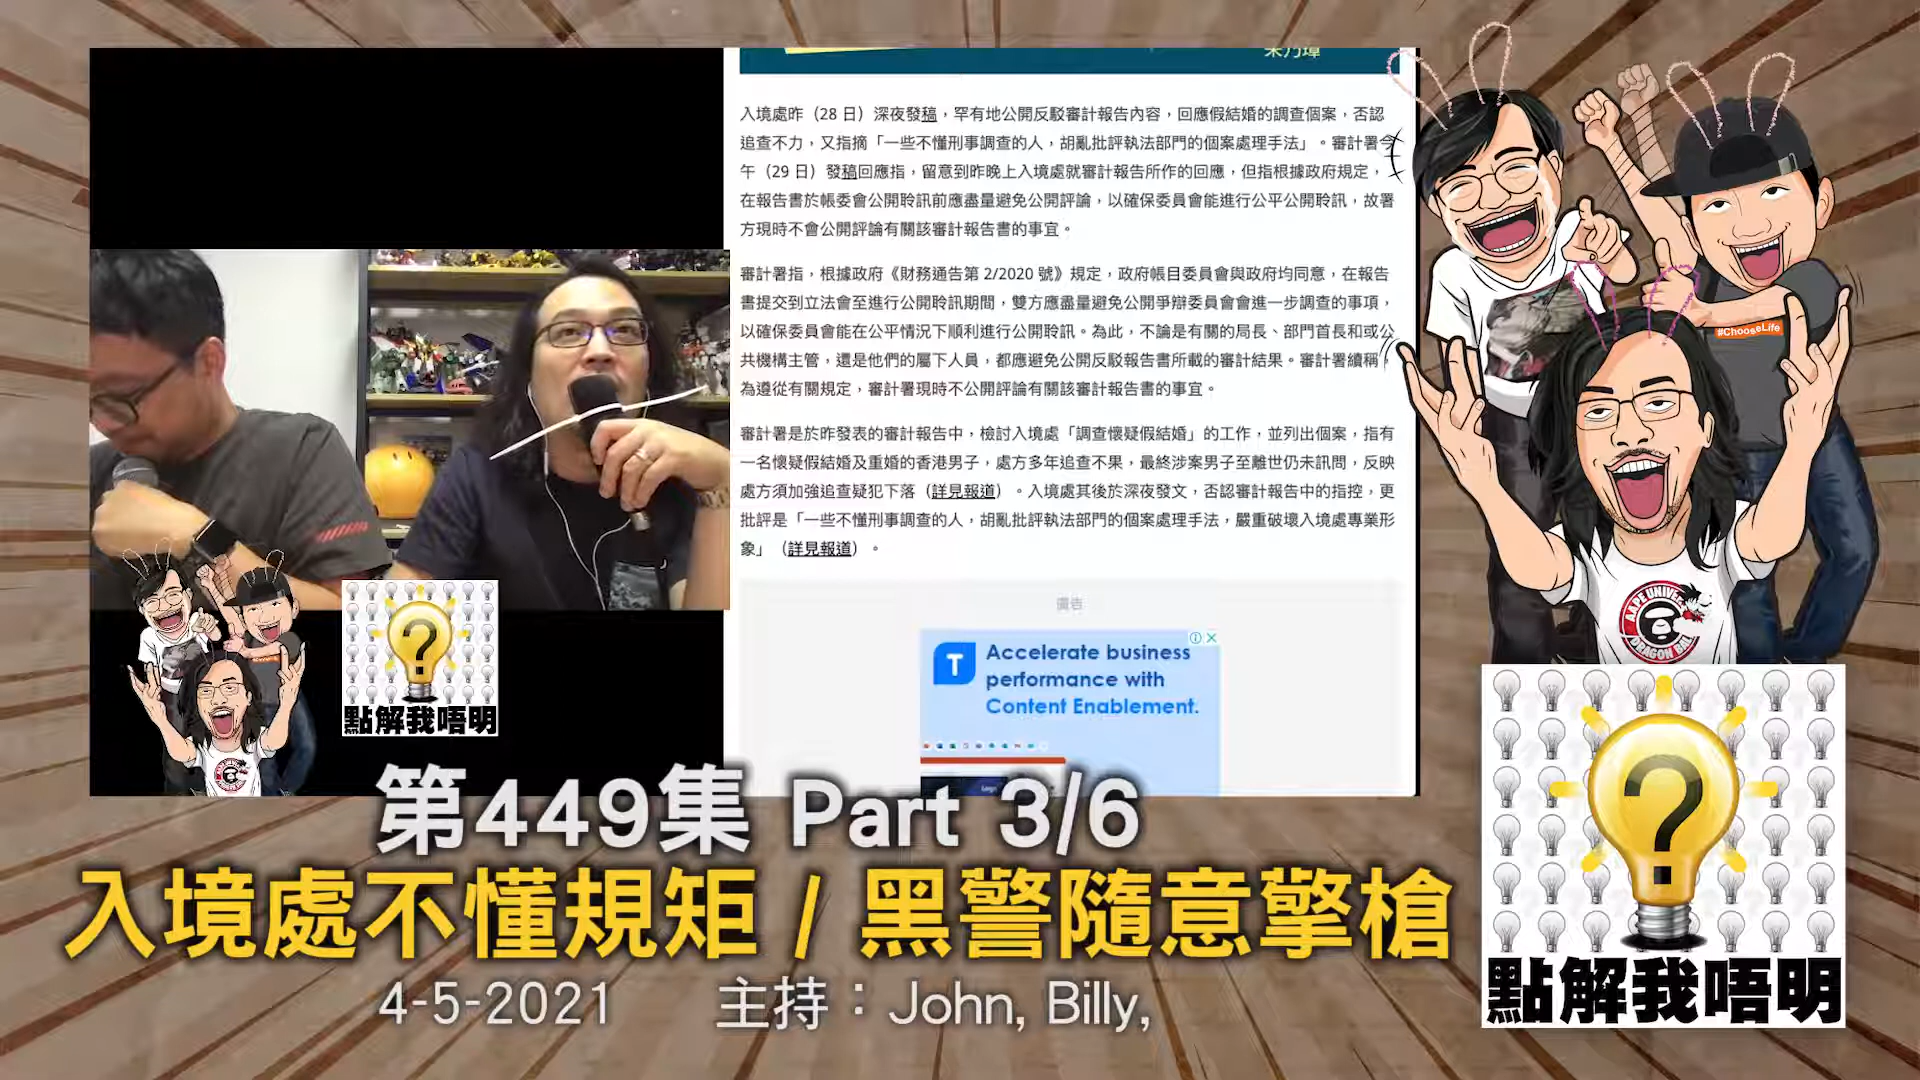 朱乃瑋
入境處昨（28 日）深夜發稿，罕有地公開反駁審計報告內容，回應假結婚的調查個案，否認
追查不力，又指摘「一些不懂刑事調查的人，胡亂批評執法部門的個案處理手法」。審計署今
午（29 日）發稿回應指，留意到昨晚上入境處就審計報告所作的回應，但指根據政府規定，
在報告書於帳委會公開聆訊前應盡量避免公開評論，以確保委員會能進行公平公開聆訊，故署
方現時不會公開評論有關該審計報告書的事宜。
審計署指，根據政府《財務通告第 2/2020 號》規定，政府帳目委員會與政府均同意，在報告
書提交到立法會至進行公開聆訊期間，雙方應盡量避免公開爭辯委員會會進一步調查的事項，
以確保委員會能在公平情況下順利進行公開聆訊。為此，不論是有關的局長、部門首長和或公
共機構主管，還是他們的屬下人員，都應避免公開反駁報告書所載的審計結果。審計署續稱，
為遵從有關規定，審計署現時不公開評論有關該審計報告書的事宜。
審計署是於昨發表的審計報告中，檢討入境處「調查懷疑假結婚」的工作，並列出個案，指有
一名懷疑假結婚及重婚的香港男子，處方多年追查不果，最終涉案男子至離世仍未訊問，反映
處方須加強追查疑犯下落（詳見報道）。入境處其後於深夜發文，否認審計報告中的指控，更
批評是「一些不懂刑事調查的人，胡亂批評執法部門的個案處理手法，嚴重破壞入境處專業形
象」（詳見報道）。
廣告
T
Accelerate business
performance with
Content Enablement.
#ChooseLife
AAPE UNIVERSE
DRAGON BALL
?
點解我唔明
?
點解我唔明
第449集 Part 3/6
入境處不懂規矩 / 黑警隨意擎槍
4-5-2021 主持：John, Billy,